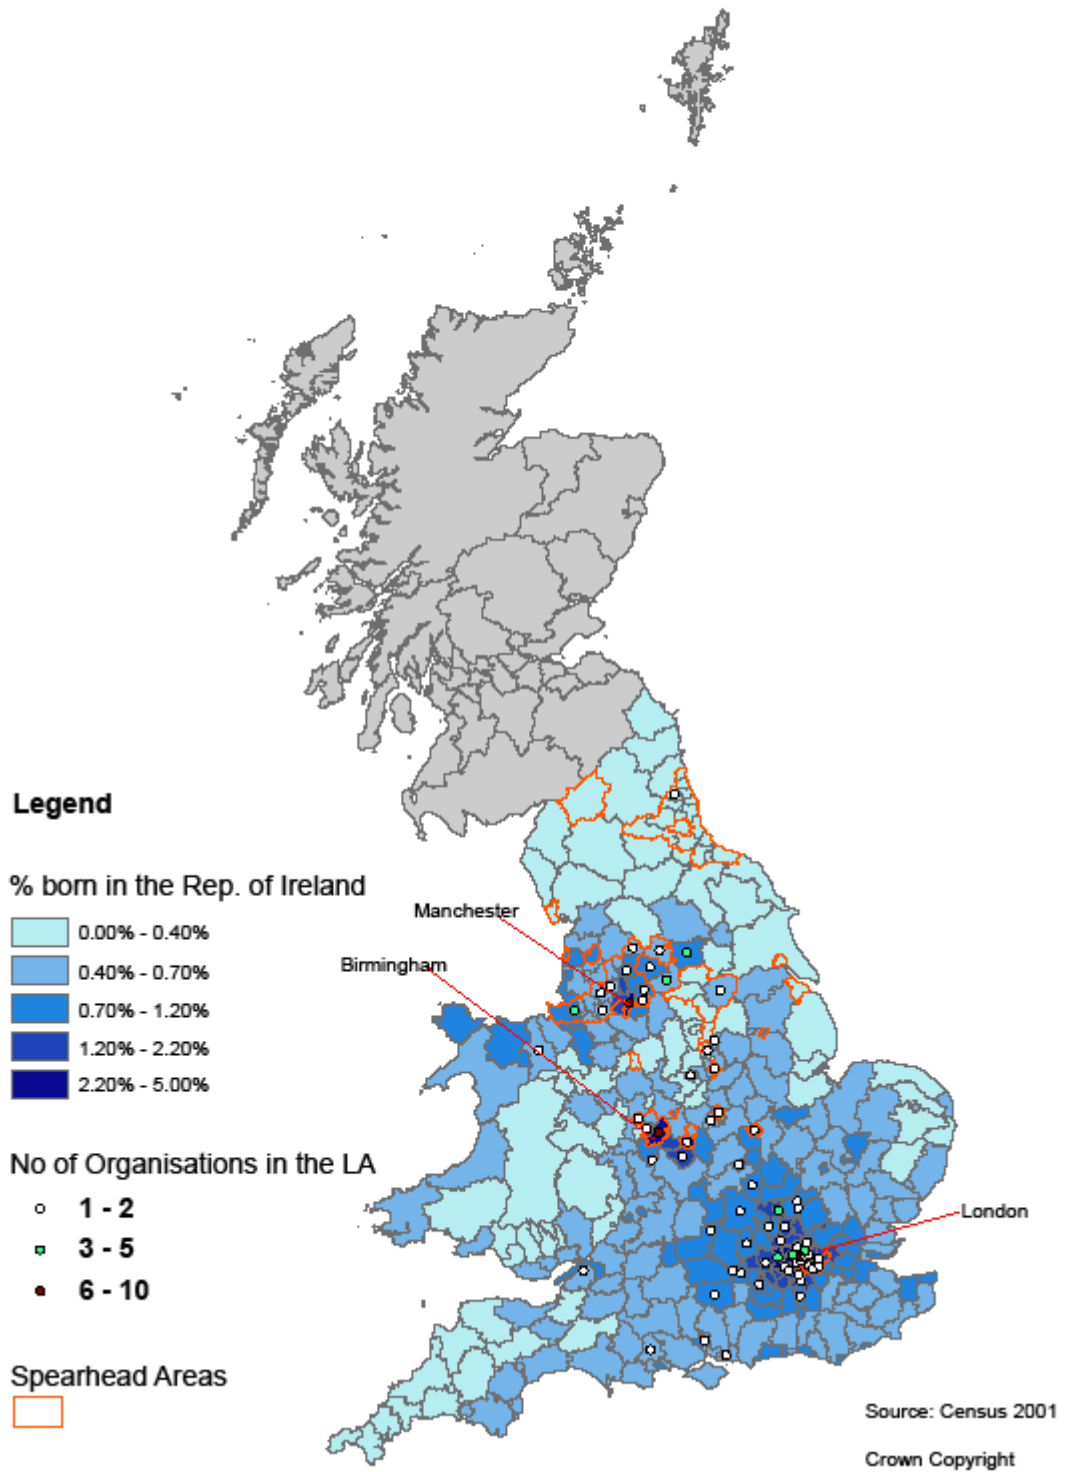 Legend
% born in the Rep. of Ireland
0.00% - 0.40%
0.40% - 0.70%
0.70% - 1.20%
1.20% - 2.20%
2.20% - 5.00%
No of Organisations in the LA
1 - 2
3 - 5
6 - 10
Spearhead Areas
Manchester
Birmingham
London
Source: Census 2001
Crown Copyright